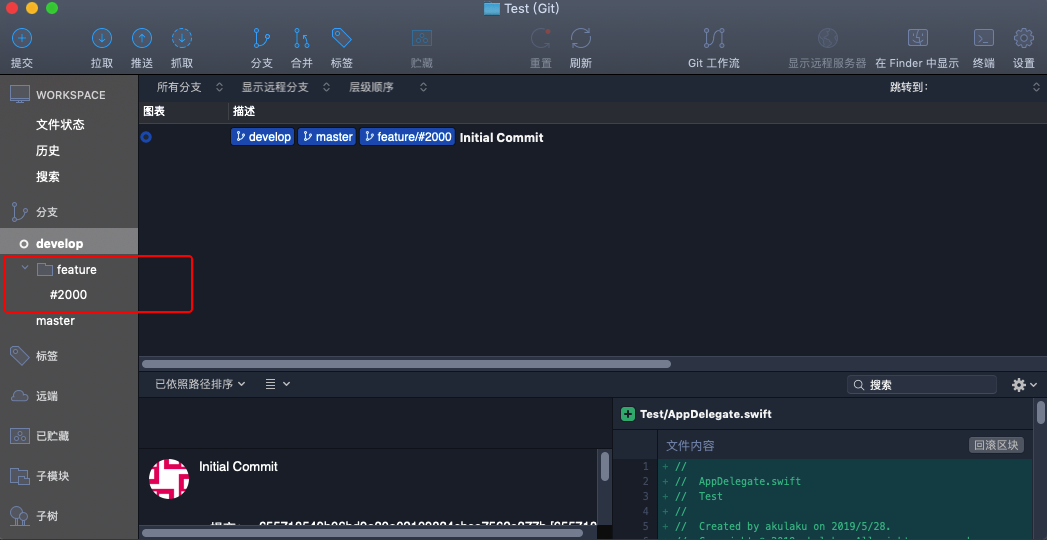 Test (Git)
提交 拉取 推送 抓取 分支 合并 标签 贮藏 重置 刷新 Git 工作流 显示远程服务器 在 Finder 中显示 终端 设置
WORKSPACE
文件状态
历史
搜索
分支
develop
feature
#2000
master
标签
远端
已贮藏
子模块
子树
所有分支 显示远程分支 层级顺序 跳转到:
图表 描述
develop master feature/#2000 Initial Commit
已依照路径排序 搜索
Initial Commit
Test/AppDelegate.swift
文件内容 回滚区块
1 + //
2 + // AppDelegate.swift
3 + // Test
4 + //
5 + // Created by akulaku on 2019/5/28.